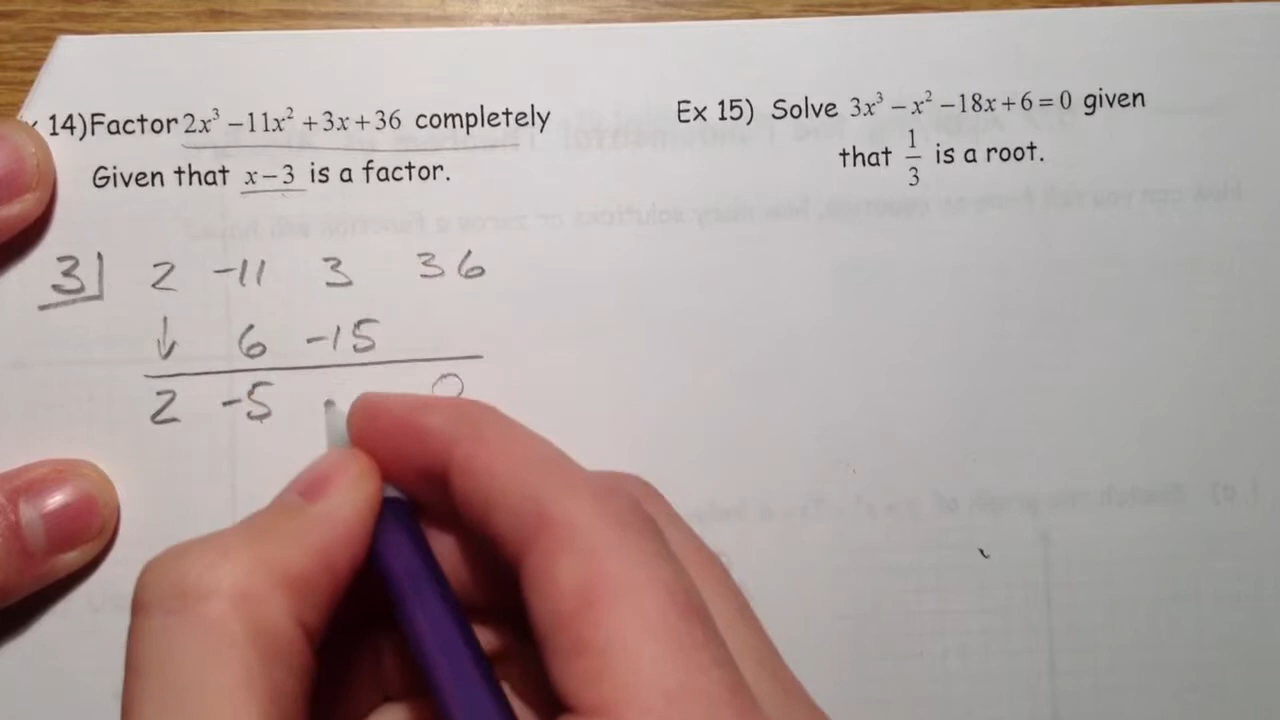 14) Factor 2x³ − 11x² + 3x + 36 completely
Given that x − 3 is a factor.
Ex 15) Solve 3x³ − x² − 18x + 6 = 0 given
that 1/3 is a root.
3 2 -11 3 36
↓ 6 -15
2 -5 0